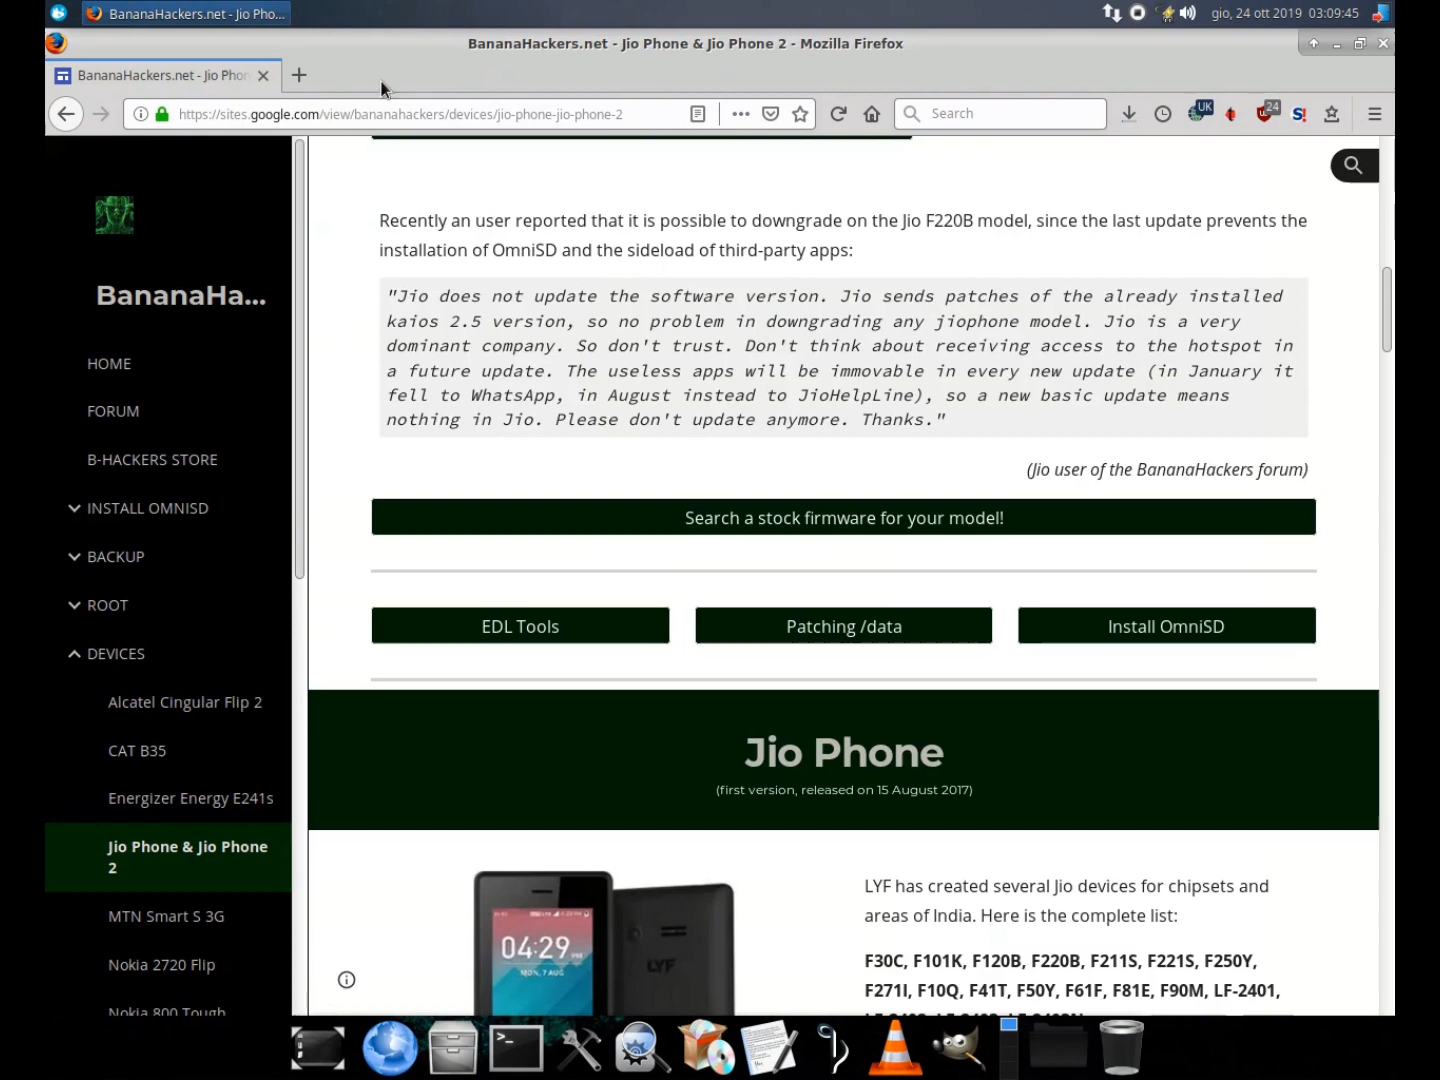 BananaHackers.net - Jio Pho...
gio, 24 ott 2019 03:09:45
BananaHackers.net - Jio Phone & Jio Phone 2 - Mozilla Firefox
BananaHackers.net - Jio Phon
https://sites.google.com/view/bananahackers/devices/jio-phone-jio-phone-2
Search
UK
24
S!
BananaHa...
HOME
FORUM
B-HACKERS STORE
INSTALL OMNISD
BACKUP
ROOT
DEVICES
Alcatel Cingular Flip 2
CAT B35
Energizer Energy E241s
Jio Phone & Jio Phone
2
MTN Smart S 3G
Nokia 2720 Flip
Nokia 800 Tough
Recently an user reported that it is possible to downgrade on the Jio F220B model, since the last update prevents the
installation of OmniSD and the sideload of third-party apps:
"Jio does not update the software version. Jio sends patches of the already installed
kaios 2.5 version, so no problem in downgrading any jiophone model. Jio is a very
dominant company. So don't trust. Don't think about receiving access to the hotspot in
a future update. The useless apps will be immovable in every new update (in January it
fell to WhatsApp, in August instead to JioHelpLine), so a new basic update means
nothing in Jio. Please don't update anymore. Thanks."
(Jio user of the BananaHackers forum)
Search a stock firmware for your model!
EDL Tools
Patching /data
Install OmniSD
Jio Phone
(first version, released on 15 August 2017)
04:29 PM
MON, 7 AUG
LYF
LYF has created several Jio devices for chipsets and
areas of India. Here is the complete list:
F30C, F101K, F120B, F220B, F211S, F221S, F250Y,
F271I, F10Q, F41T, F50Y, F61F, F81E, F90M, LF-2401,